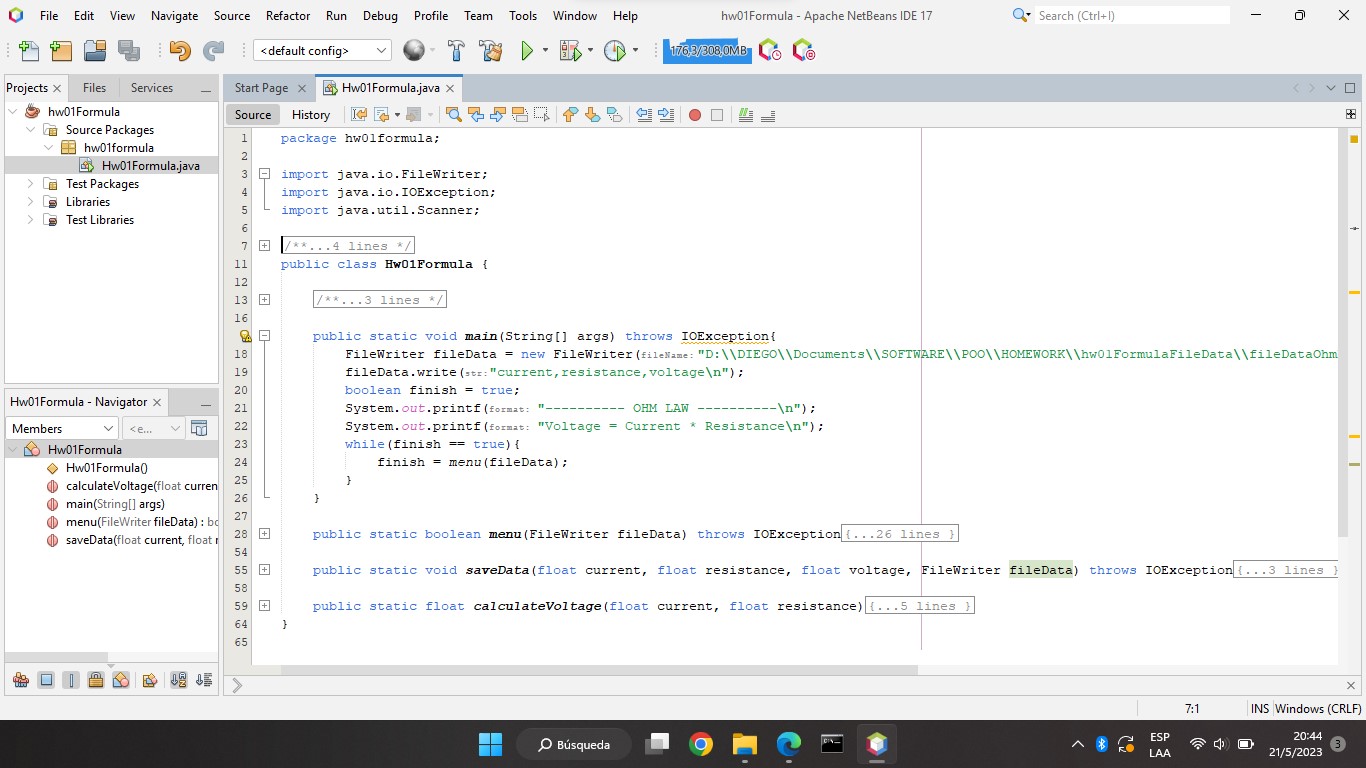 File Edit View Navigate Source Refactor Run Debug Profile Team Tools Window Help hw01Formula - Apache NetBeans IDE 17 Search (Ctrl+I)
<default config> 176,3/308,0MB
Projects Files Services
hw01Formula
Source Packages
hw01formula
Hw01Formula.java
Test Packages
Libraries
Test Libraries
Hw01Formula - Navigator
Members <e...
Hw01Formula
Hw01Formula()
calculateVoltage(float curren
main(String[] args)
menu(FileWriter fileData) : bo
saveData(float current, float r
Start Page Hw01Formula.java
Source History
1 package hw01formula;
2
3 import java.io.FileWriter;
4 import java.io.IOException;
5 import java.util.Scanner;
6
7 /**...4 lines */
11 public class Hw01Formula {
12
13 /**...3 lines */
16
public static void main(String[] args) throws IOException{
18 FileWriter fileData = new FileWriter(fileName: "D:\\DIEGO\\Documents\\SOFTWARE\\POO\\HOMEWORK\\hw01FormulaFileData\\fileDataOhm
19 fileData.write(str: "current,resistance,voltage\n");
20 boolean finish = true;
21 System.out.printf(format: "---------- OHM LAW ----------\n");
22 System.out.printf(format: "Voltage = Current * Resistance\n");
23 while(finish == true){
24 finish = menu(fileData);
25 }
26 }
27
28 public static boolean menu(FileWriter fileData) throws IOException{...26 lines }
54
55 public static void saveData(float current, float resistance, float voltage, FileWriter fileData) throws IOException{...3 lines }
58
59 public static float calculateVoltage(float current, float resistance){...5 lines }
64 }
65
7:1 INS Windows (CRLF)
Búsqueda
ESP
LAA
20:44
21/5/2023
3